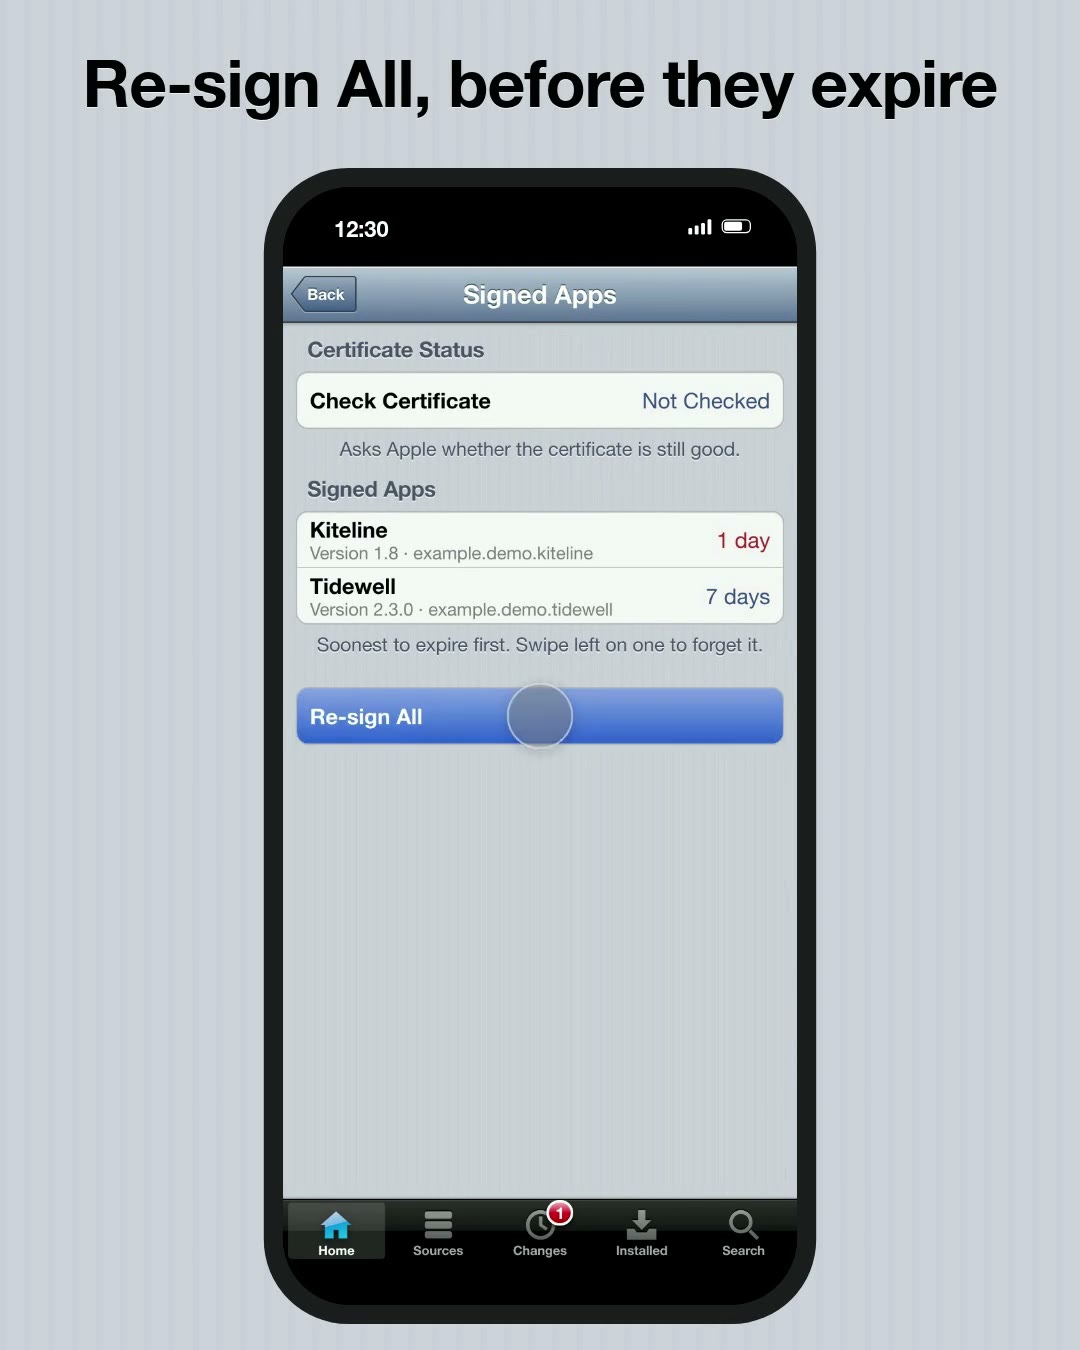 Re-sign All, before they expire
12:30
Back
Signed Apps
Certificate Status
Check Certificate Not Checked
Asks Apple whether the certificate is still good.
Signed Apps
Kiteline
1 day
Version 1.8 · example.demo.kiteline
Tidewell
7 days
Version 2.3.0 · example.demo.tidewell
Soonest to expire first. Swipe left on one to forget it.
Re-sign All
1
Home Sources Changes Installed Search